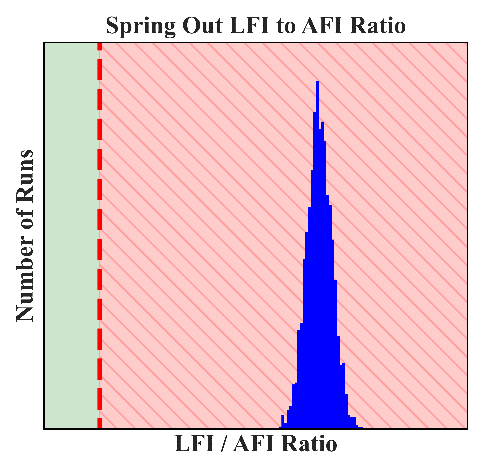 Spring Out LFI to AFI Ratio
Number of Runs
LFI / AFI Ratio